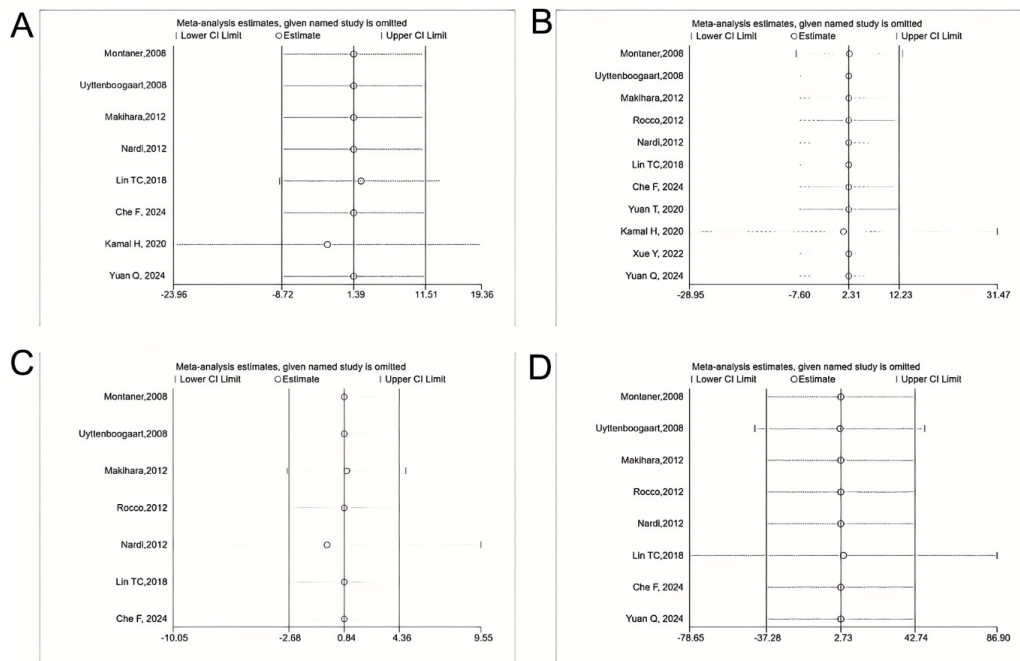 A
Meta-analysis estimates, given named study is omitted
| Lower CI Limit ○ Estimate | Upper CI Limit
Montaner,2008
Uyttenboogaart,2008
Makihara,2012
Nardi,2012
Lin TC,2018
Che F, 2024
Kamal H, 2020
Yuan Q, 2024
-23.96 -8.72 1.39 11.51 19.36
B
Meta-analysis estimates, given named study is omitted
| Lower CI Limit ○ Estimate | Upper CI Limit
Montaner,2008
Uyttenboogaart,2008
Makihara,2012
Rocco,2012
Nardi,2012
Lin TC,2018
Che F, 2024
Yuan T, 2020
Kamal H, 2020
Xue Y, 2022
Yuan Q, 2024
-28.95 -7.60 2.31 12.23 31.47
C
Meta-analysis estimates, given named study is omitted
| Lower CI Limit ○ Estimate | Upper CI Limit
Montaner,2008
Uyttenboogaart,2008
Makihara,2012
Rocco,2012
Nardi,2012
Lin TC,2018
Che F, 2024
-10.05 -2.68 0.84 4.36 9.55
D
Meta-analysis estimates, given named study is omitted
| Lower CI Limit ○ Estimate | Upper CI Limit
Montaner,2008
Uyttenboogaart,2008
Makihara,2012
Rocco,2012
Nardi,2012
Lin TC,2018
Che F, 2024
Yuan Q, 2024
-78.65 -37.28 2.73 42.74 86.90